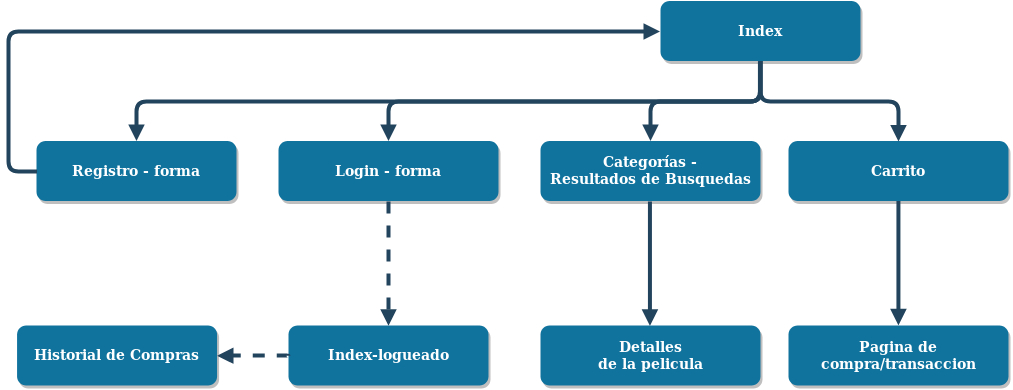 Index
Registro - forma
Login - forma
Categorías -
Resultados de Busquedas
Carrito
Historial de Compras
Index-logueado
Detalles
de la pelicula
Pagina de
compra/transaccion